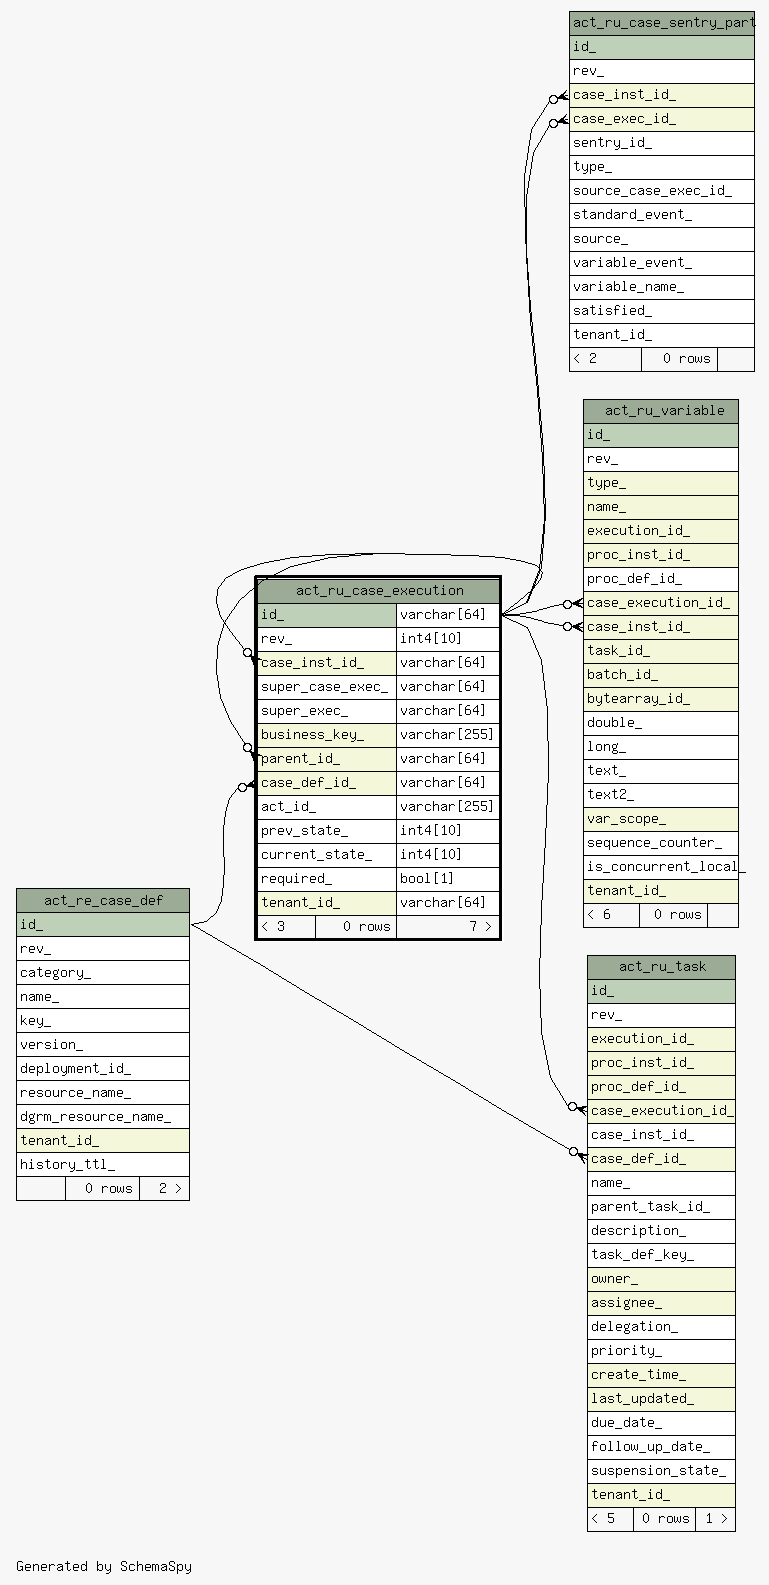 act_ru_case_sentry_part
id_
rev_
case_inst_id_
case_exec_id_
sentry_id_
type_
source_case_exec_id_
standard_event_
source_
variable_event_
variable_name_
satisfied_
tenant_id_
< 2 0 rows
act_ru_variable
id_
rev_
type_
name_
execution_id_
proc_inst_id_
proc_def_id_
case_execution_id_
case_inst_id_
task_id_
batch_id_
bytearray_id_
double_
long_
text_
text2_
var_scope_
sequence_counter_
is_concurrent_local_
tenant_id_
< 6 0 rows
act_ru_case_execution
id_ varchar[64]
rev_ int4[10]
case_inst_id_ varchar[64]
super_case_exec_ varchar[64]
super_exec_ varchar[64]
business_key_ varchar[255]
parent_id_ varchar[64]
case_def_id_ varchar[64]
act_id_ varchar[255]
prev_state_ int4[10]
current_state_ int4[10]
required_ bool[1]
tenant_id_ varchar[64]
< 3 0 rows 7 >
act_re_case_def
id_
rev_
category_
name_
key_
version_
deployment_id_
resource_name_
dgrm_resource_name_
tenant_id_
history_ttl_
0 rows 2 >
act_ru_task
id_
rev_
execution_id_
proc_inst_id_
proc_def_id_
case_execution_id_
case_inst_id_
case_def_id_
name_
parent_task_id_
description_
task_def_key_
owner_
assignee_
delegation_
priority_
create_time_
last_updated_
due_date_
follow_up_date_
suspension_state_
tenant_id_
< 5 0 rows 1 >
Generated by SchemaSpy